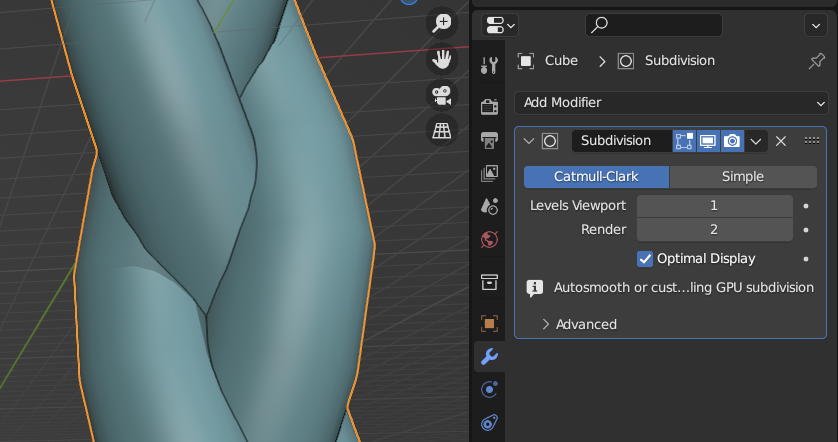 Cube > Subdivision
Add Modifier
Subdivision
Catmull-Clark Simple
Levels Viewport 1
Render 2
Optimal Display
Autosmooth or cust...ling GPU subdivision
Advanced